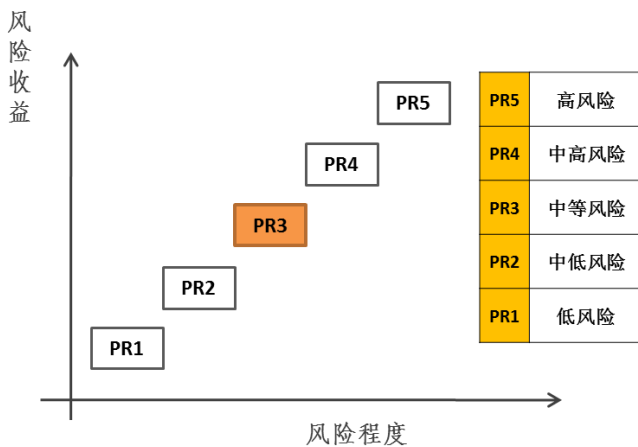 风险收益
PR5
PR4
PR3
PR2
PR1
风险程度
PR5 高风险
PR4 中高风险
PR3 中等风险
PR2 中低风险
PR1 低风险